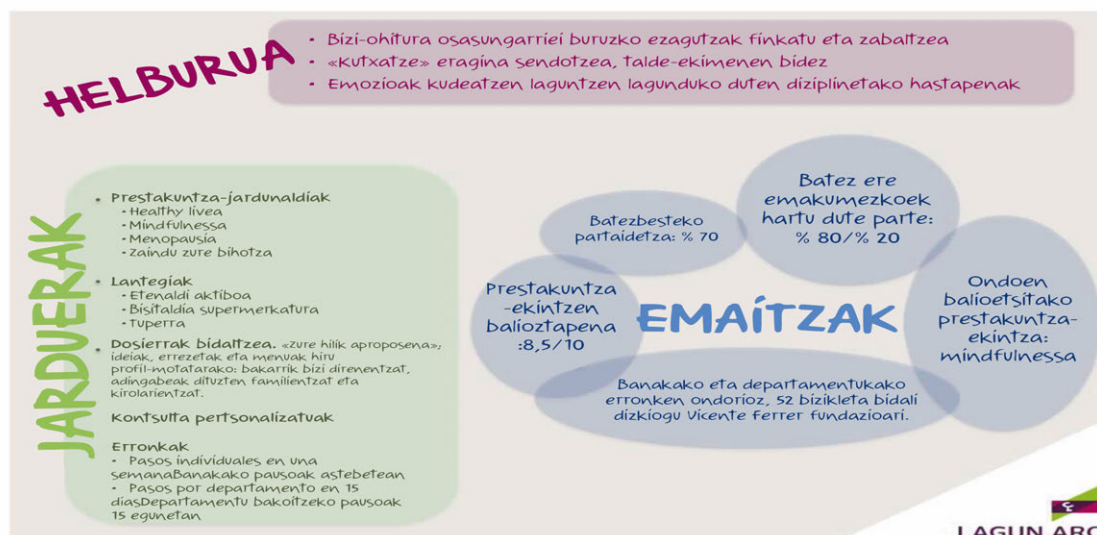 HELBURUA
• Bizi-ohitura osasungarriei buruzko ezagutzak finkatu eta zabaltzea
• «Kutxatze» eragina sendotzea, talde-ekimenen bidez
• Emozioak kudeatzen laguntzen lagunduko duten diziplinetako hastapenak
JARDUERAK
• Prestakuntza-jardunaldiak
- Healthy livea
- Mindfulnessa
- Menopausia
- Zaindu zure bihotza
• Lantegiak
- Etenaldi aktiboa
- Bisitaldia supermerkatura
- Tuperra
• Dosierrak bidaltzea. «Zure hilik aproposena»;
ideiak, errezetak eta menuak hiru
profil-motatarako: bakarrik bizi direnentzat,
adingabeak dituzten familientzat eta
kirolarientzat.
Kontsulta pertsonalizatuak
Erronkak
• Pasos individuales en una
semanaBanakako pausoak astebetean
• Pasos por departamento en 15
diasDepartamentu bakoitzeko pausoak
15 egunetan
EMAITZAK
Batezbesteko
partaidetza: % 70
Batez ere
emakumezkoek
hartu dute parte:
% 80/% 20
Prestakuntza
-ekintzen
balioztapena
:8,5/10
Ondoen
balioetsitako
prestakuntza-
ekintza:
mindfulnessa
Banakako eta departamentukako
erronken ondorioz, 52 bizikleta bidali
dizkiogu Vicente Ferrer fundazioari.
LAGUN ARO